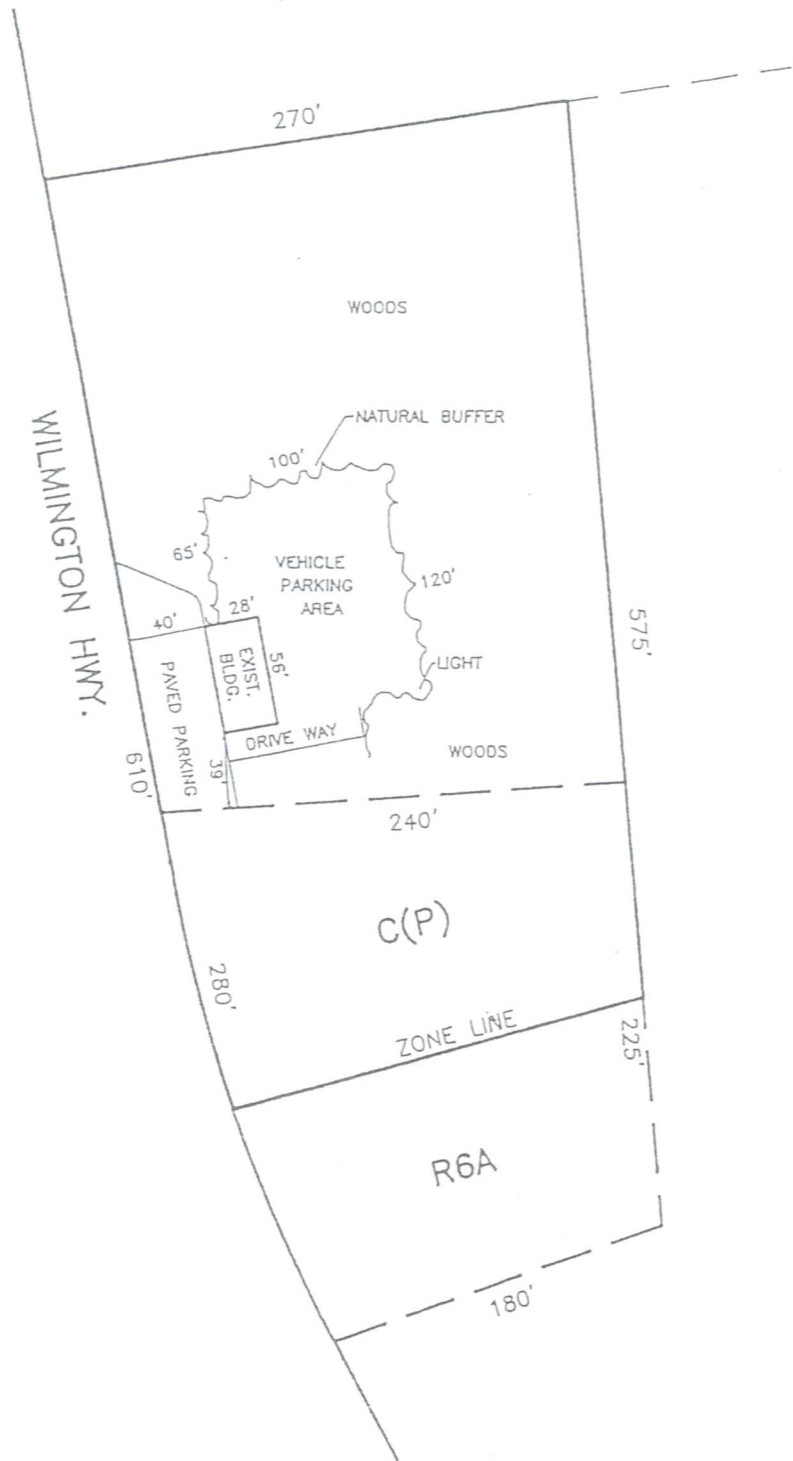 270'
WOODS
NATURAL BUFFER
100'
65'
VEHICLE
PARKING
AREA
120'
WILMINGTON HWY.
40'
28'
56'
EXIST.
BLDG.
575'
LIGHT
PAVED PARKING
DRIVE WAY
WOODS
39'
610'
240'
C(P)
280'
ZONE LINE
225'
R6A
180'